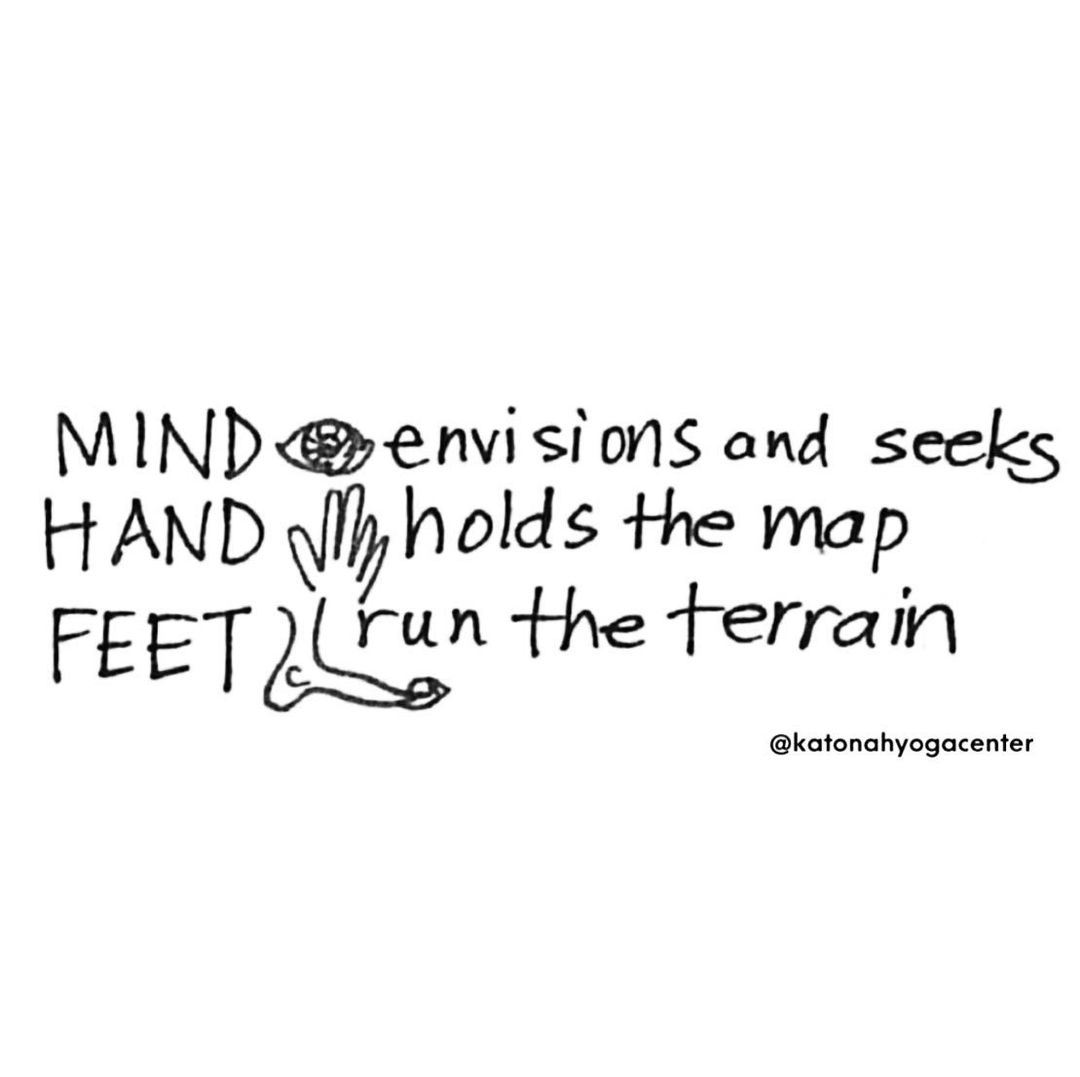 MIND envisions and seeks
HAND holds the map
FEET run the terrain
@katonahyogacenter